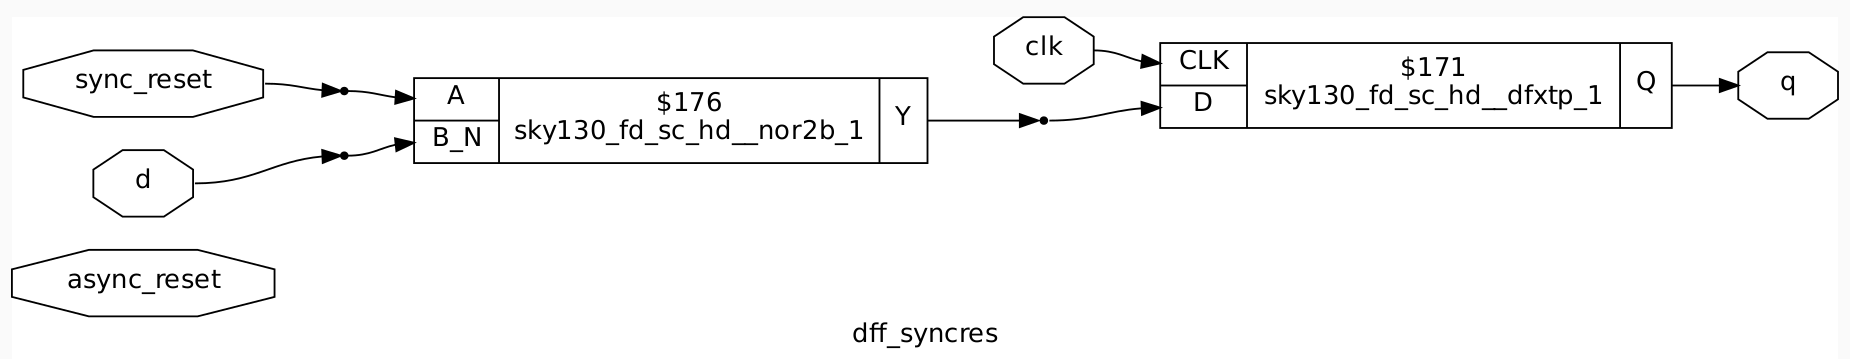 sync_reset
d
async_reset
A
B_N
$176
sky130_fd_sc_hd__nor2b_1
Y
clk
CLK
D
$171
sky130_fd_sc_hd__dfxtp_1
Q
q
dff_syncres